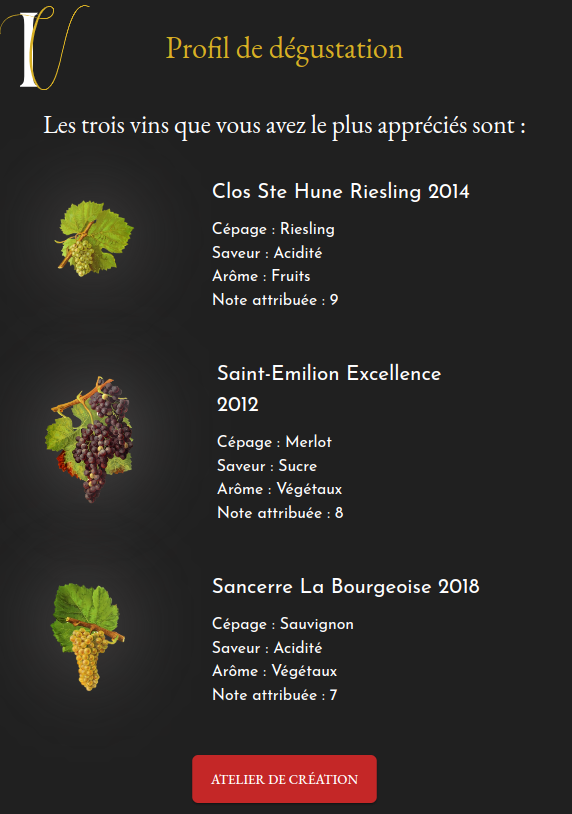 IV
Profil de dégustation
Les trois vins que vous avez le plus appréciés sont :
Clos Ste Hune Riesling 2014
Cépage : Riesling
Saveur : Acidité
Arôme : Fruits
Note attribuée : 9
Saint-Emilion Excellence
2012
Cépage : Merlot
Saveur : Sucre
Arôme : Végétaux
Note attribuée : 8
Sancerre La Bourgeoise 2018
Cépage : Sauvignon
Saveur : Acidité
Arôme : Végétaux
Note attribuée : 7
ATELIER DE CRÉATION